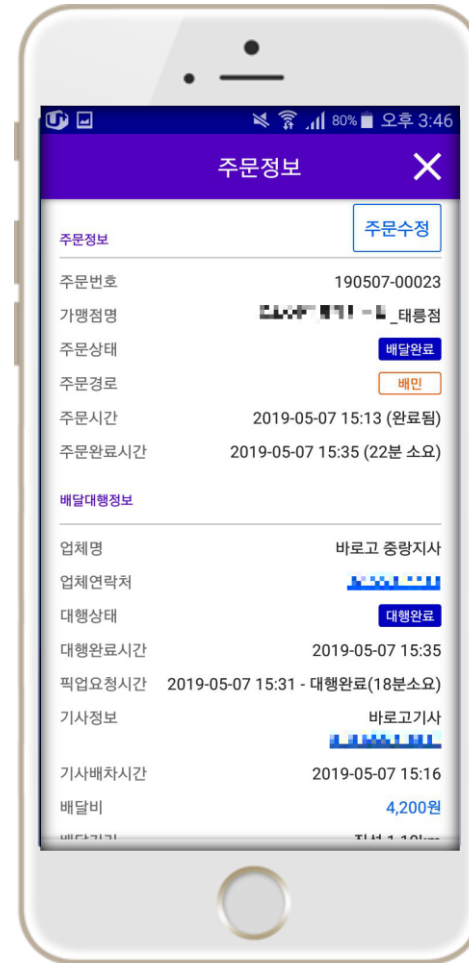 80% 오후 3:46
주문정보
주문정보 주문수정
주문번호 190507-00023
가맹점명 _태릉점
주문상태 배달완료
주문경로 배민
주문시간 2019-05-07 15:13 (완료됨)
주문완료시간 2019-05-07 15:35 (22분 소요)
배달대행정보
업체명 바로고 중랑지사
업체연락처
대행상태 대행완료
대행완료시간 2019-05-07 15:35
픽업요청시간 2019-05-07 15:31 - 대행완료(18분소요)
기사정보 바로고기사
기사배차시간 2019-05-07 15:16
배달비 4,200원